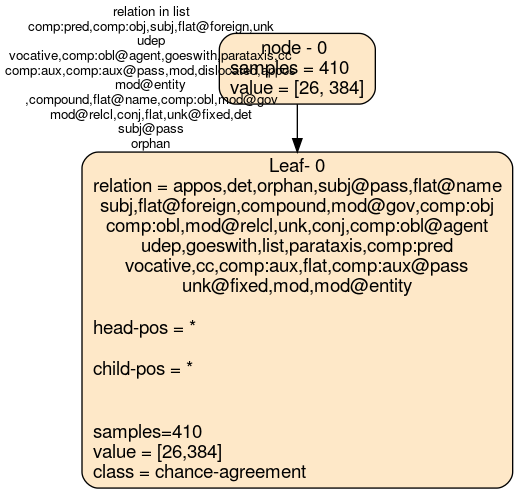 relation in list
comp:pred,comp:obj,subj,flat@foreign,unk
udep
vocative,comp:obl@agent,goeswith,parataxis,cc
comp:aux,comp:aux@pass,mod,dislocated,appos
mod@entity
,compound,flat@name,comp:obl,mod@gov
mod@relcl,conj,flat,unk@fixed,det
subj@pass
orphan
node - 0
samples = 410
value = [26, 384]
Leaf- 0
relation = appos,det,orphan,subj@pass,flat@name
subj,flat@foreign,compound,mod@gov,comp:obj
comp:obl,mod@relcl,unk,conj,comp:obl@agent
udep,goeswith,list,parataxis,comp:pred
vocative,cc,comp:aux,flat,comp:aux@pass
unk@fixed,mod,mod@entity
head-pos = *
child-pos = *
samples=410
value = [26,384]
class = chance-agreement